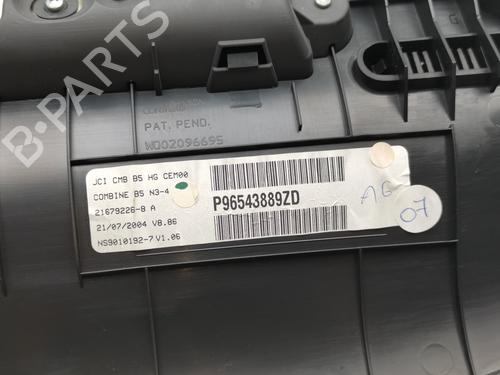 B-PARTS
PAT. PEND.
W002096695
JCI CMB B5 HG CEM00
COMBINE B5 N3-4
21679226-8 A
21/07/2004 V8.86
NS9010192-7 V1.06
P96543889ZD
AG
07